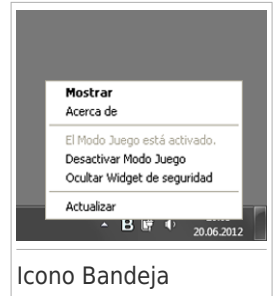 Mostrar
Acerca de
El Modo Juego está activado.
Desactivar Modo Juego
Ocultar Widget de seguridad
Actualizar
B
20.06.2012
Icono Bandeja